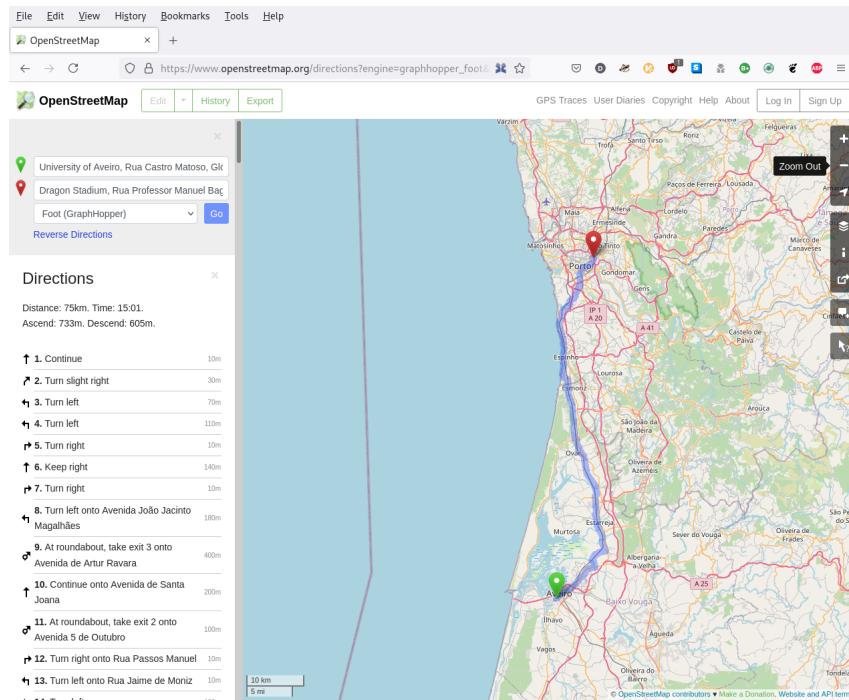 File Edit View History Bookmarks Tools Help
OpenStreetMap × +
https://www.openstreetmap.org/directions?engine=graphhopper_foot&
OpenStreetMap Edit History Export GPS Traces User Diaries Copyright Help About Log In Sign Up
University of Aveiro, Rua Castro Matoso, Gló
Dragon Stadium, Rua Professor Manuel Bag
Foot (GraphHopper) Go
Reverse Directions
Directions
Distance: 75km. Time: 15:01.
Ascend: 733m. Descend: 605m.
1. Continue 10m
2. Turn slight right 30m
3. Turn left 70m
4. Turn left 110m
5. Turn right 10m
6. Keep right 140m
7. Turn right 10m
8. Turn left onto Avenida João Jacinto
Magalhães 180m
9. At roundabout, take exit 3 onto
Avenida de Artur Ravara 400m
10. Continue onto Avenida de Santa
Joana 200m
11. At roundabout, take exit 2 onto
Avenida 5 de Outubro 100m
12. Turn right onto Rua Passos Manuel 10m
13. Turn left onto Rua Jaime de Moniz 10m
Varzim
Trofa
Santo Tirso
Roriz
Felgueiras
Zoom Out
Paços de Ferreira
Lousada
Maia
Alfena
Ermesinde
Lordelo
Paredes
Matosinhos
Tinto
Gandra
Marco de
Canaveses
Porto
Gondomar
Gens
IP 1
A 20
A 41
Castelo de
Paiva
Espinho
Lourosa
Esmoriz
Arouca
São João da
Madeira
Ovar
Oliveira de
Azeméis
Estarreja
Murtosa
Sever do Vouga
Oliveira de
Frades
Albergaria-
a-Velha
A 25
Aveiro
Baixo Vouga
Ílhavo
Águeda
Vagos
Oliveira do
Bairro
Tondela
10 km
5 mi
© OpenStreetMap contributors ♥ Make a Donation. Website and API term